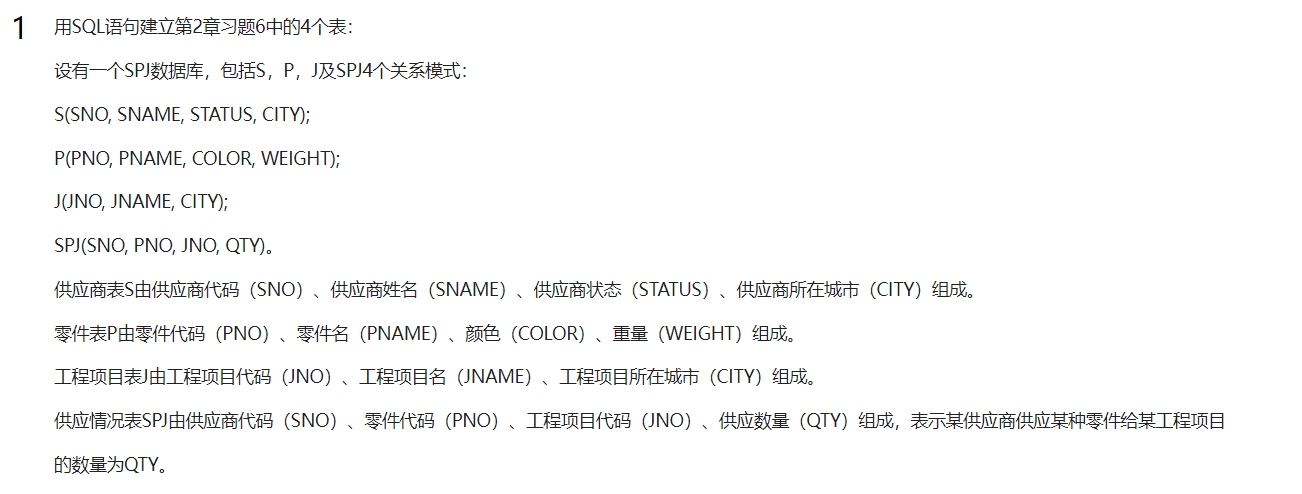 1 用SQL语句建立第2章习题6中的4个表：
设有一个SPJ数据库，包括S，P，J及SPJ4个关系模式：
S(SNO, SNAME, STATUS, CITY);
P(PNO, PNAME, COLOR, WEIGHT);
J(JNO, JNAME, CITY);
SPJ(SNO, PNO, JNO, QTY)。
供应商表S由供应商代码（SNO）、供应商姓名（SNAME）、供应商状态（STATUS）、供应商所在城市（CITY）组成。
零件表P由零件代码（PNO）、零件名（PNAME）、颜色（COLOR）、重量（WEIGHT）组成。
工程项目表J由工程项目代码（JNO）、工程项目名（JNAME）、工程项目所在城市（CITY）组成。
供应情况表SPJ由供应商代码（SNO）、零件代码（PNO）、工程项目代码（JNO）、供应数量（QTY）组成，表示某供应商供应某种零件给某工程项目
的数量为QTY。